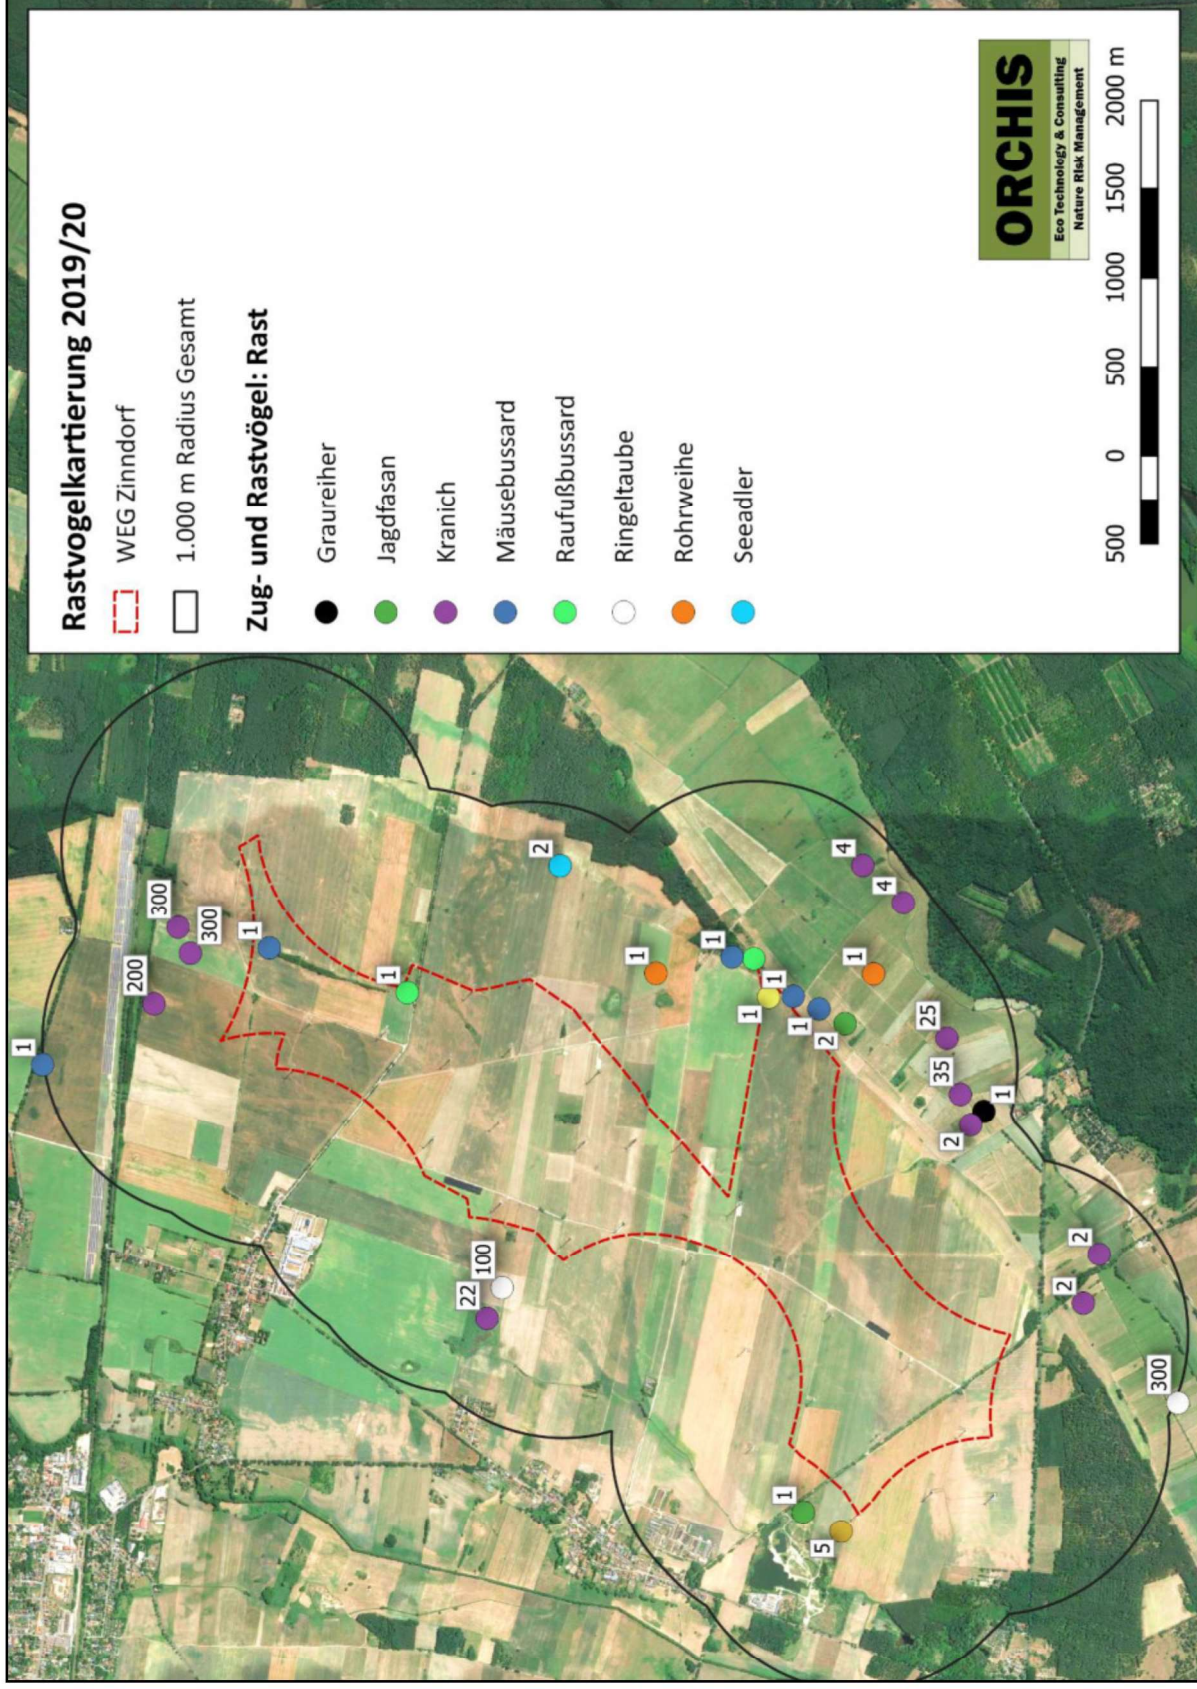 Rastvogelkartierung 2019/20
WEG Zinndorf
1.000 m Radius Gesamt
Zug- und Rastvögel: Rast
Graureiher
Jagdfasan
Kranich
Mäusebussard
Raufußbussard
Ringeltaube
Rohrweihe
Seeadler
ORCHIS
Eco Technology & Consulting
Nature Risk Management
500 0 500 1000 1500 2000 m
1
200
300
300
1
1
22
100
2
1
1
1
1
1
2
1
4
4
1
5
25
35
2
1
2
2
300